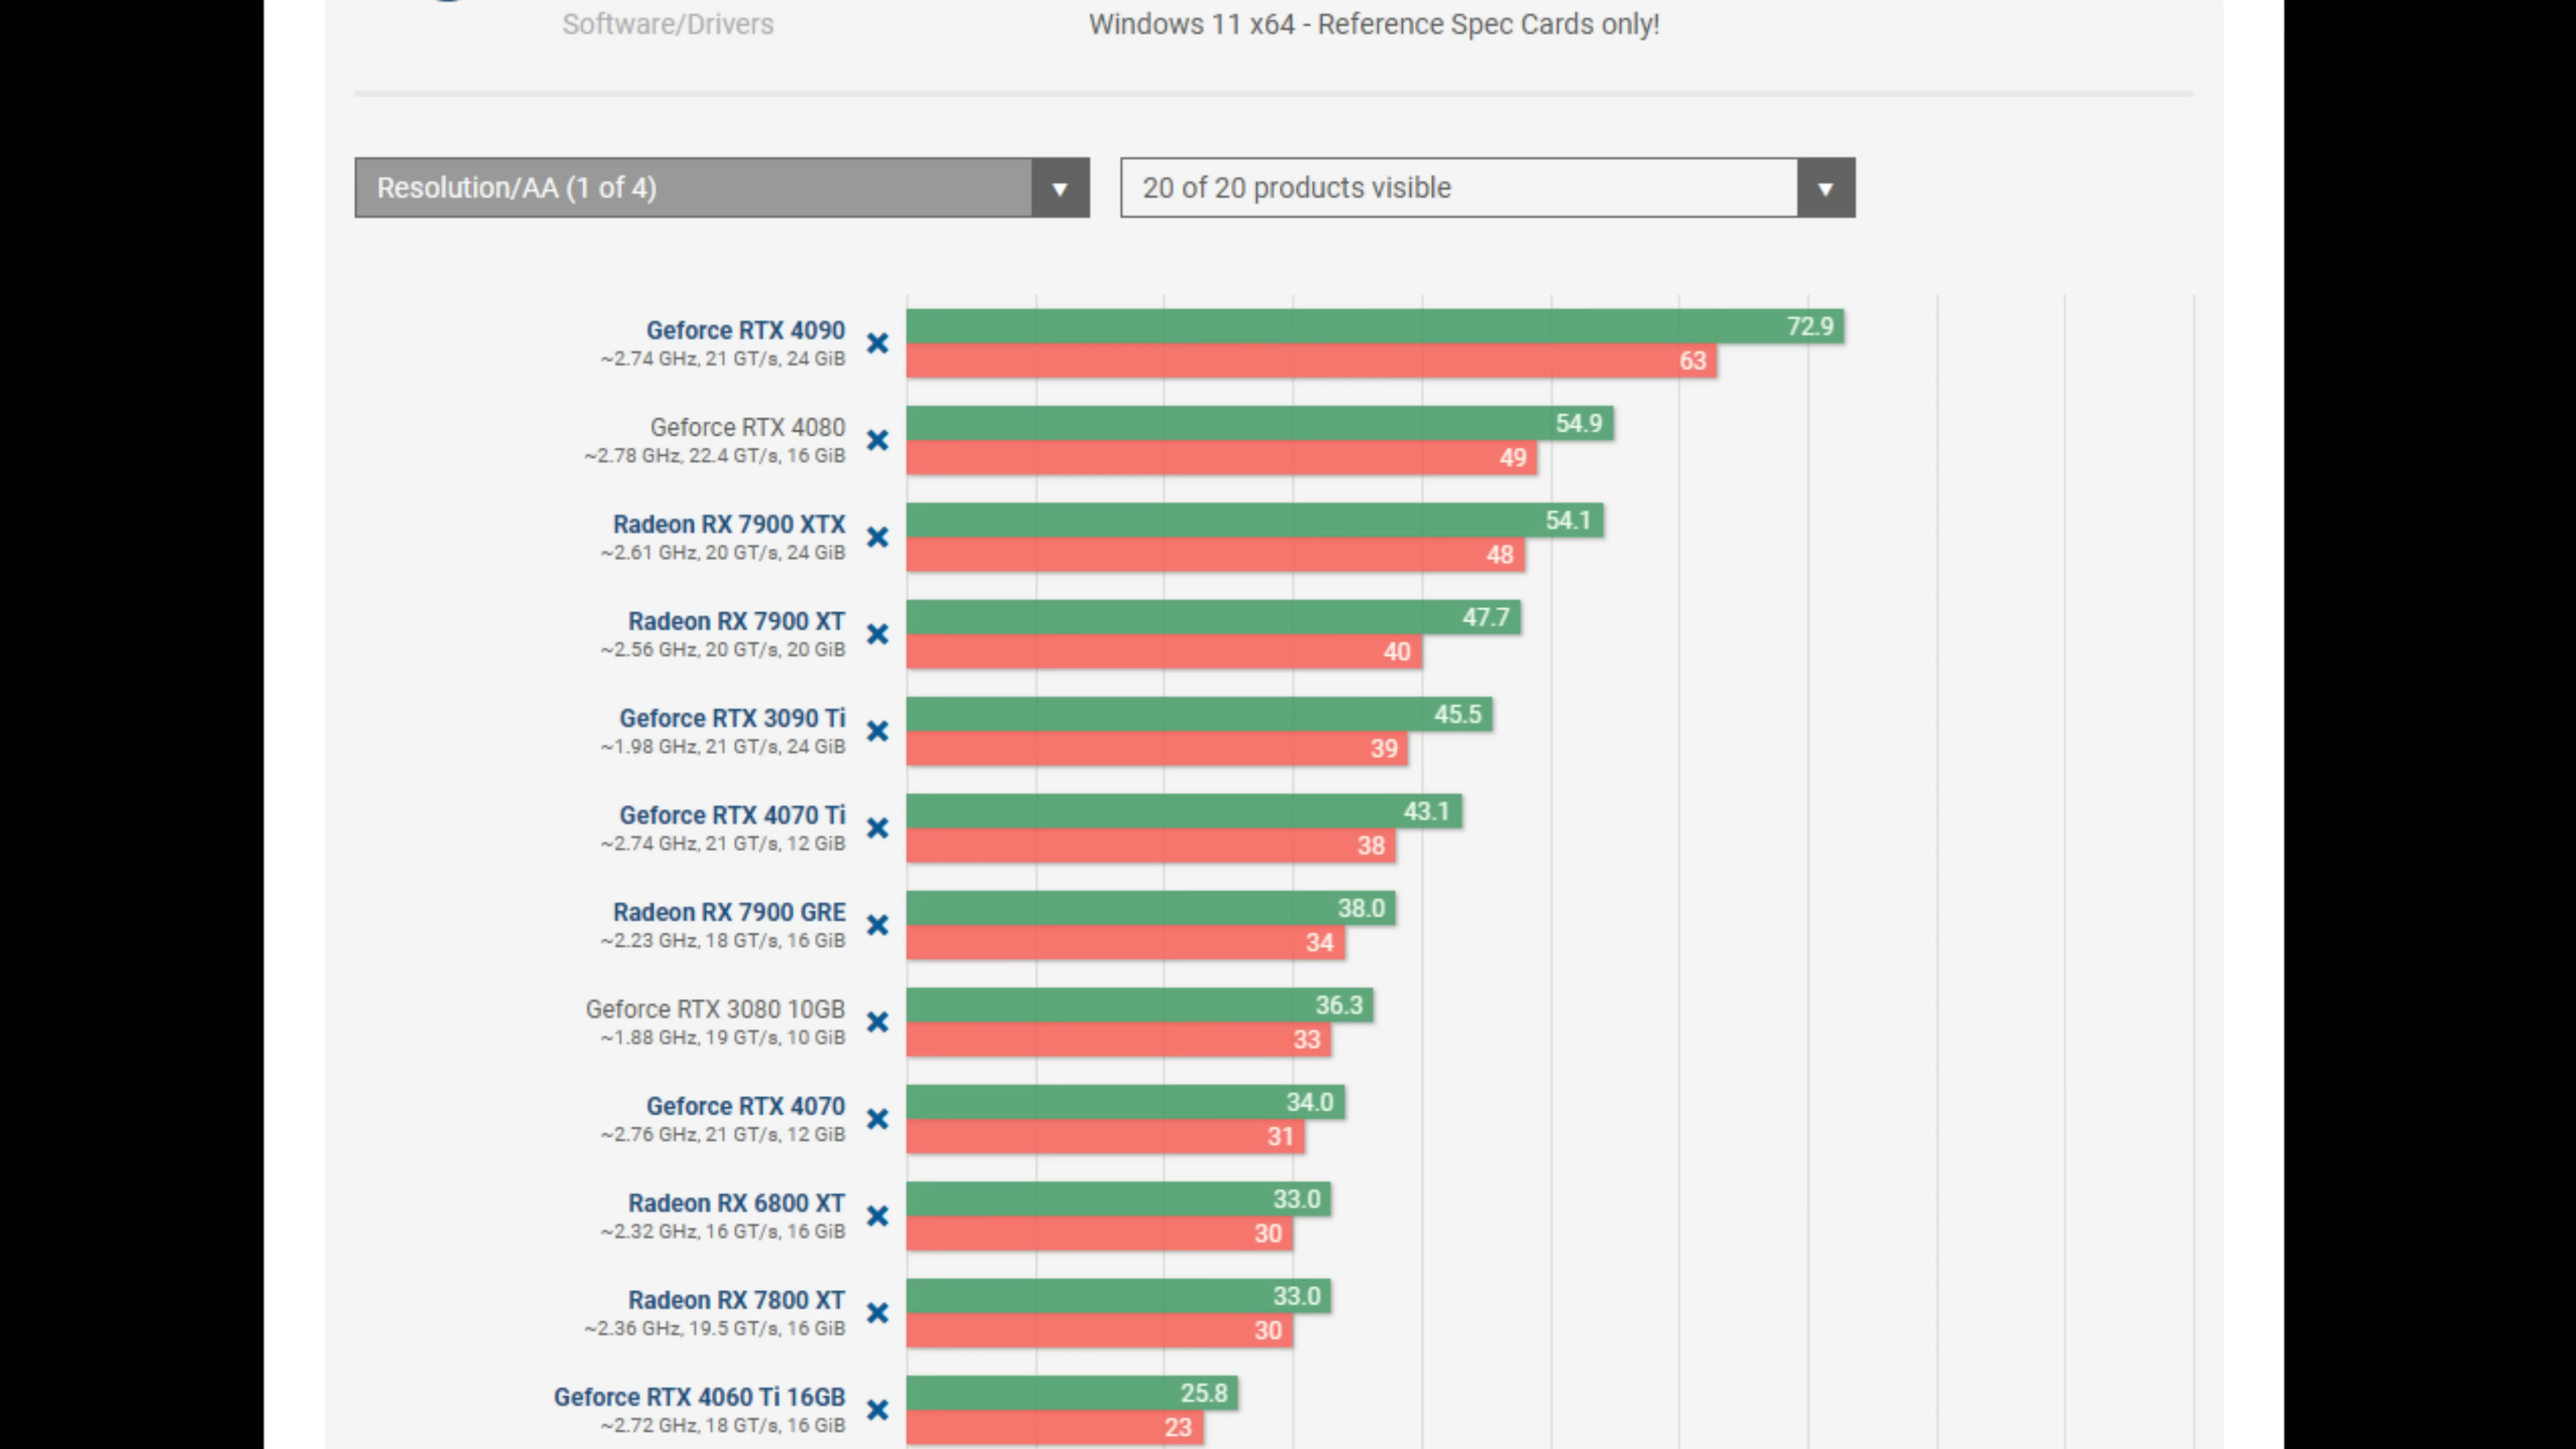 Software/Drivers Windows 11 x64 - Reference Spec Cards only!
Resolution/AA (1 of 4) 20 of 20 products visible
Geforce RTX 4090 72.9
~2.74 GHz, 21 GT/s, 24 GiB 63
Geforce RTX 4080 54.9
~2.78 GHz, 22.4 GT/s, 16 GiB 49
Radeon RX 7900 XTX 54.1
~2.61 GHz, 20 GT/s, 24 GiB 48
Radeon RX 7900 XT 47.7
~2.56 GHz, 20 GT/s, 20 GiB 40
Geforce RTX 3090 Ti 45.5
~1.98 GHz, 21 GT/s, 24 GiB 39
Geforce RTX 4070 Ti 43.1
~2.74 GHz, 21 GT/s, 12 GiB 38
Radeon RX 7900 GRE 38.0
~2.23 GHz, 18 GT/s, 16 GiB 34
Geforce RTX 3080 10GB 36.3
~1.88 GHz, 19 GT/s, 10 GiB 33
Geforce RTX 4070 34.0
~2.76 GHz, 21 GT/s, 12 GiB 31
Radeon RX 6800 XT 33.0
~2.32 GHz, 16 GT/s, 16 GiB 30
Radeon RX 7800 XT 33.0
~2.36 GHz, 19.5 GT/s, 16 GiB 30
Geforce RTX 4060 Ti 16GB 25.8
~2.72 GHz, 18 GT/s, 16 GiB 23